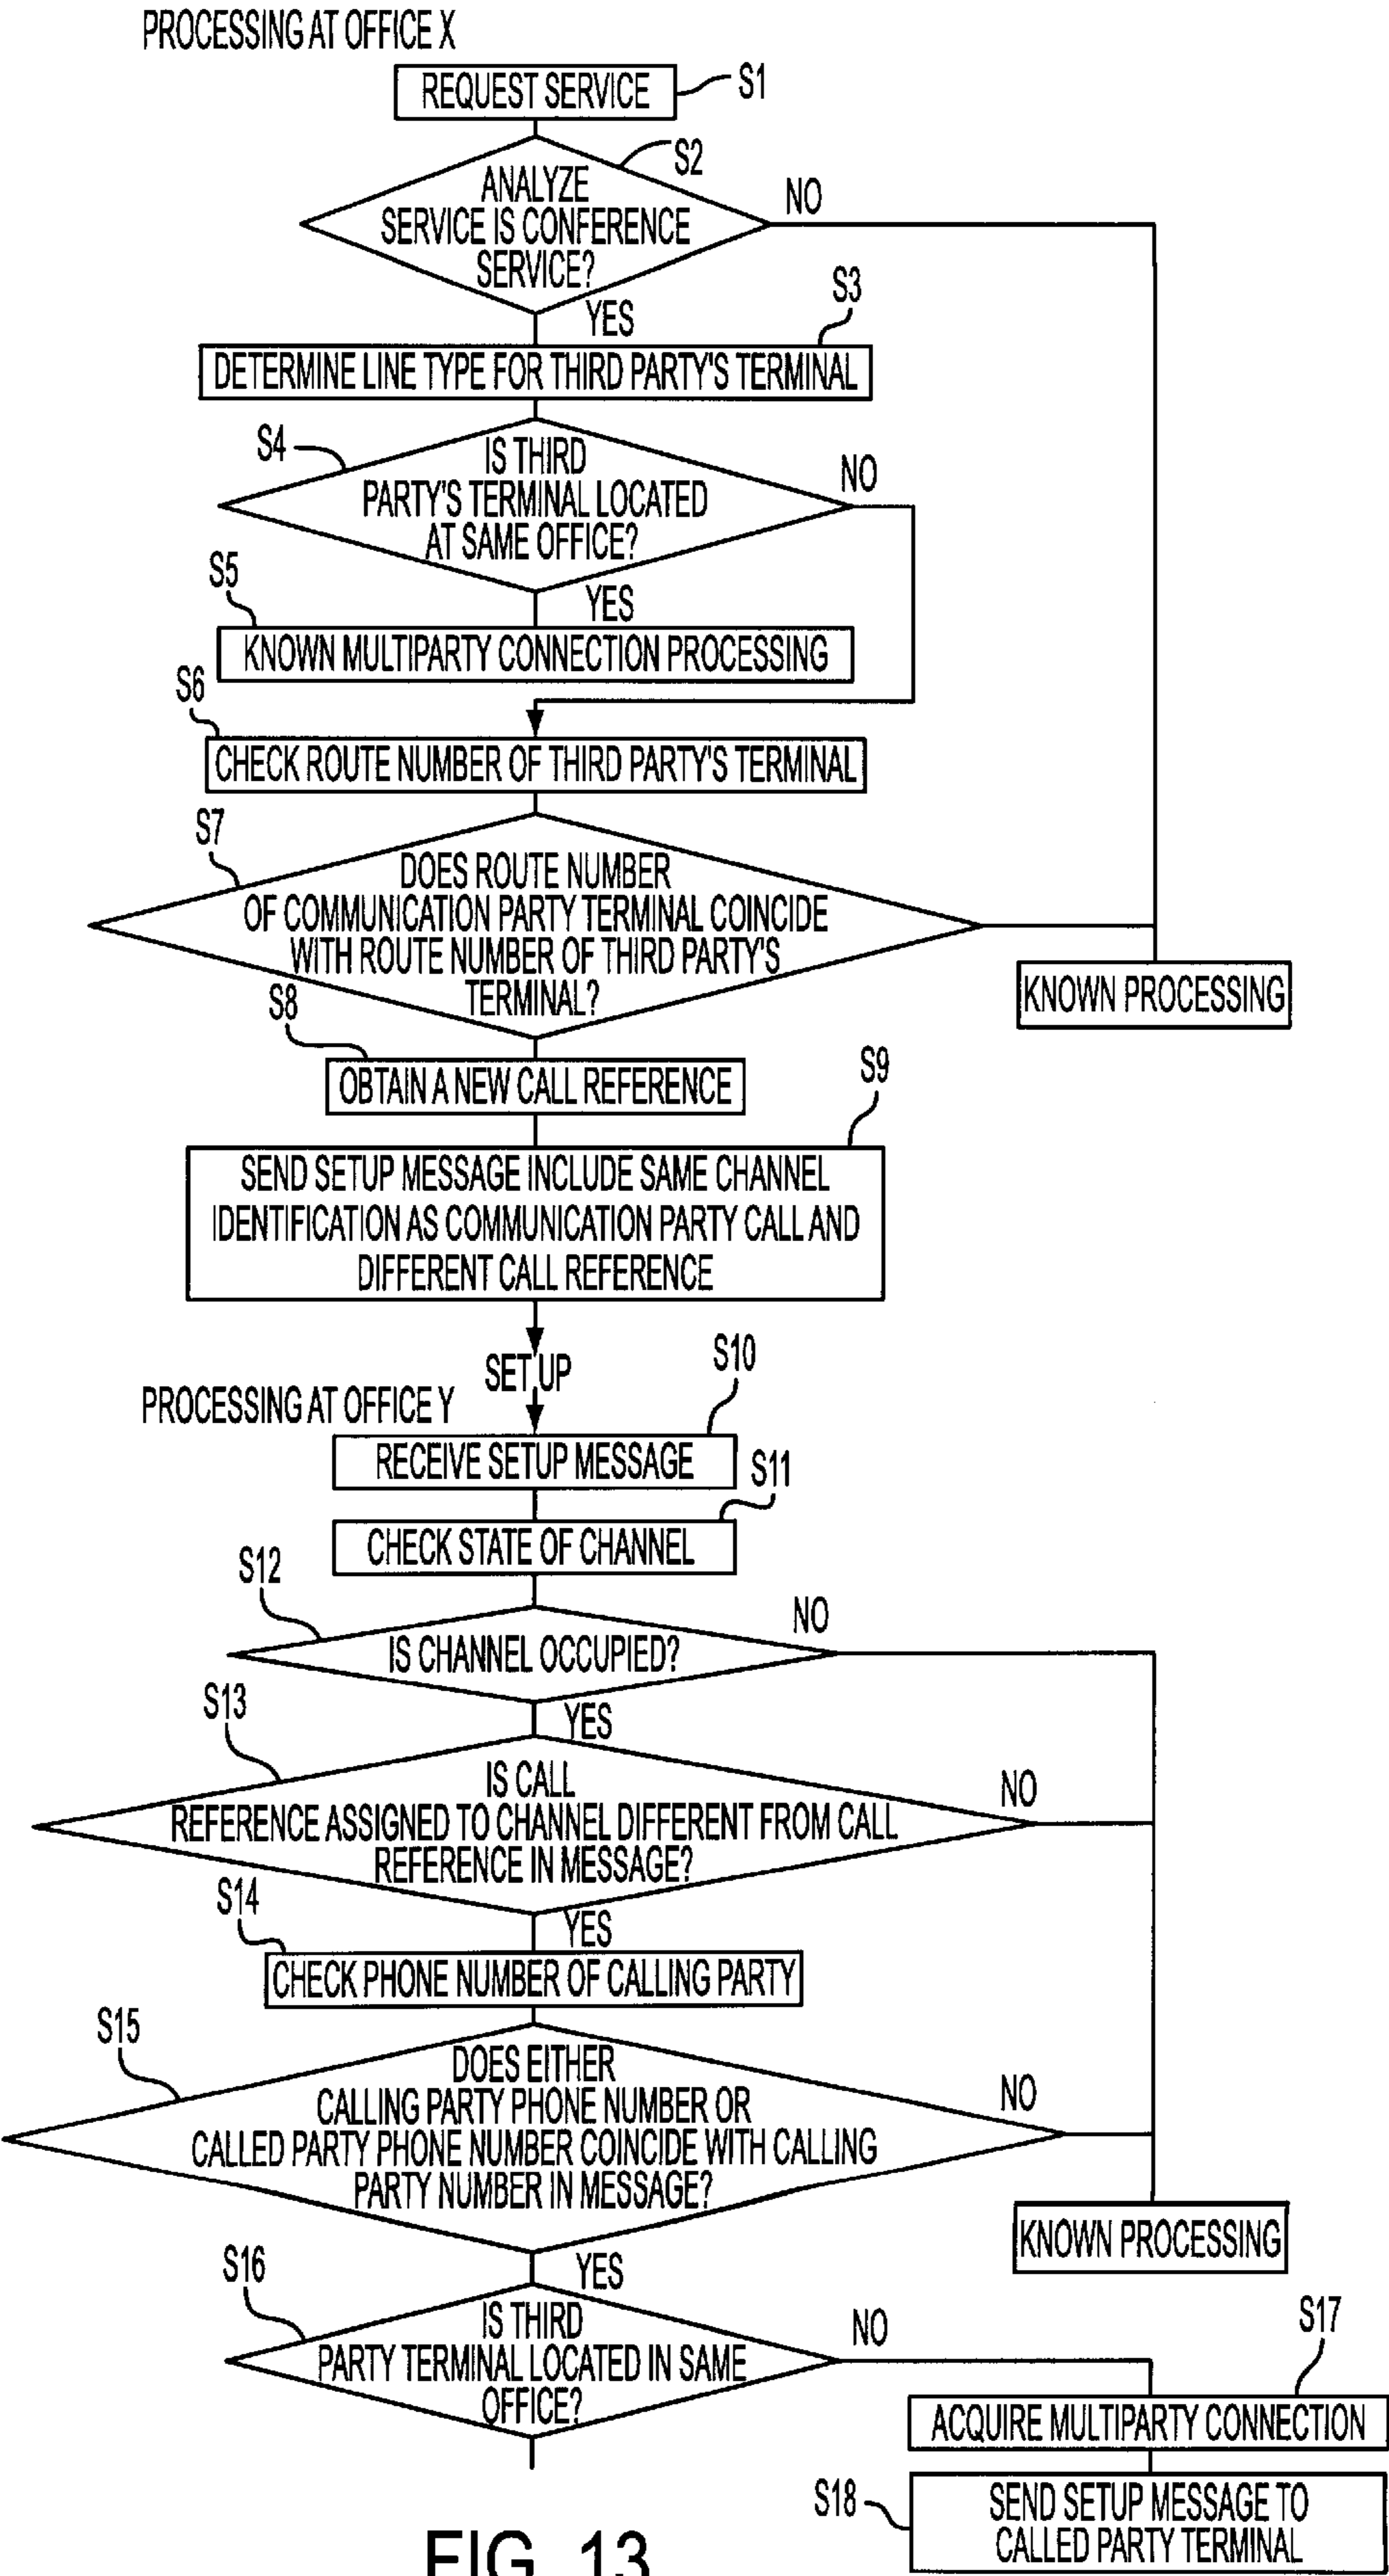 PROCESSING AT OFFICE X
REQUEST SERVICE
S1
S2
ANALYZE
SERVICE IS CONFERENCE
SERVICE?
NO
YES
S3
DETERMINE LINE TYPE FOR THIRD PARTY'S TERMINAL
S4
IS THIRD
PARTY'S TERMINAL LOCATED
AT SAME OFFICE?
NO
S5
YES
KNOWN MULTIPARTY CONNECTION PROCESSING
S6
CHECK ROUTE NUMBER OF THIRD PARTY'S TERMINAL
S7
DOES ROUTE NUMBER
OF COMMUNICATION PARTY TERMINAL COINCIDE
WITH ROUTE NUMBER OF THIRD PARTY'S
TERMINAL?
KNOWN PROCESSING
S8
OBTAIN A NEW CALL REFERENCE
S9
SEND SETUP MESSAGE INCLUDE SAME CHANNEL
IDENTIFICATION AS COMMUNICATION PARTY CALL AND
DIFFERENT CALL REFERENCE
SET UP
S10
PROCESSING AT OFFICE Y
RECEIVE SETUP MESSAGE
S11
CHECK STATE OF CHANNEL
S12
IS CHANNEL OCCUPIED?
NO
S13
YES
IS CALL
REFERENCE ASSIGNED TO CHANNEL DIFFERENT FROM CALL
REFERENCE IN MESSAGE?
NO
S14
YES
CHECK PHONE NUMBER OF CALLING PARTY
S15
DOES EITHER
CALLING PARTY PHONE NUMBER OR
CALLED PARTY PHONE NUMBER COINCIDE WITH CALLING
PARTY NUMBER IN MESSAGE?
NO
KNOWN PROCESSING
S16
YES
IS THIRD
PARTY TERMINAL LOCATED IN SAME
OFFICE?
NO
S17
ACQUIRE MULTIPARTY CONNECTION
S18
SEND SETUP MESSAGE TO
CALLED PARTY TERMINAL
FIG. 13